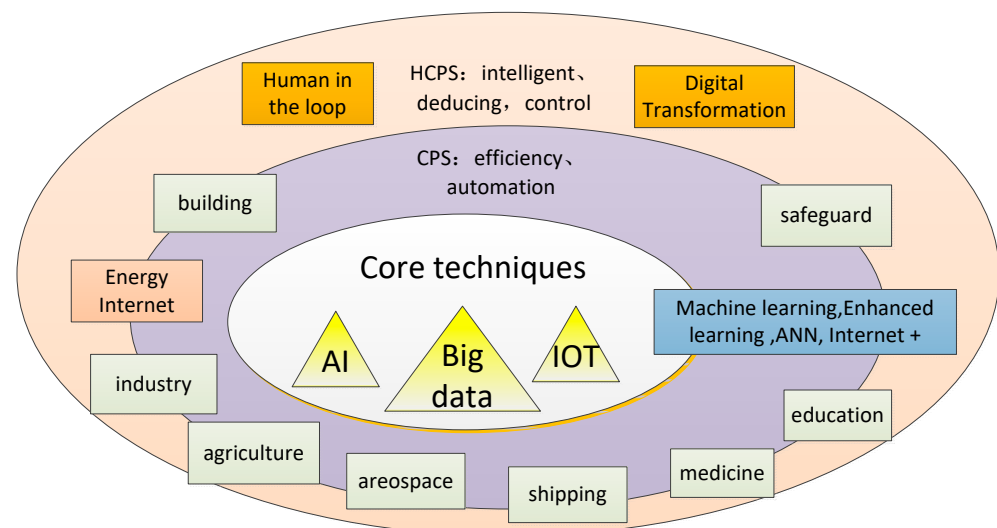 Human in
the loop
HCPS：intelligent、
deducing，control
Digital
Transformation
CPS：efficiency、
automation
building
safeguard
Core techniques
Energy
Internet
Machine learning,Enhanced
learning ,ANN, Internet +
AI
Big
data
IOT
industry
education
agriculture
areospace
shipping
medicine